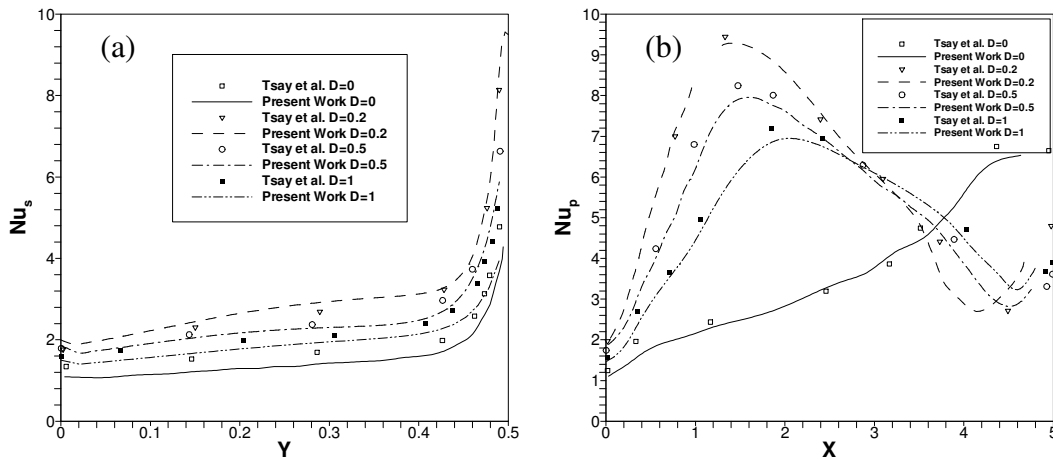 (a)
Tsay et al. D=0
Present Work D=0
Tsay et al. D=0.2
Present Work D=0.2
Tsay et al. D=0.5
Present Work D=0.5
Tsay et al. D=1
Present Work D=1
10
8
6
4
2
0
Nus
0 0.1 0.2 0.3 0.4 0.5
Y
(b)
Tsay et al. D=0
Present Work D=0
Tsay et al. D=0.2
Present Work D=0.2
Tsay et al. D=0.5
Present Work D=0.5
Tsay et al. D=1
Present Work D=1
10
9
8
7
6
5
4
3
2
1
0
Nup
0 1 2 3 4 5
X